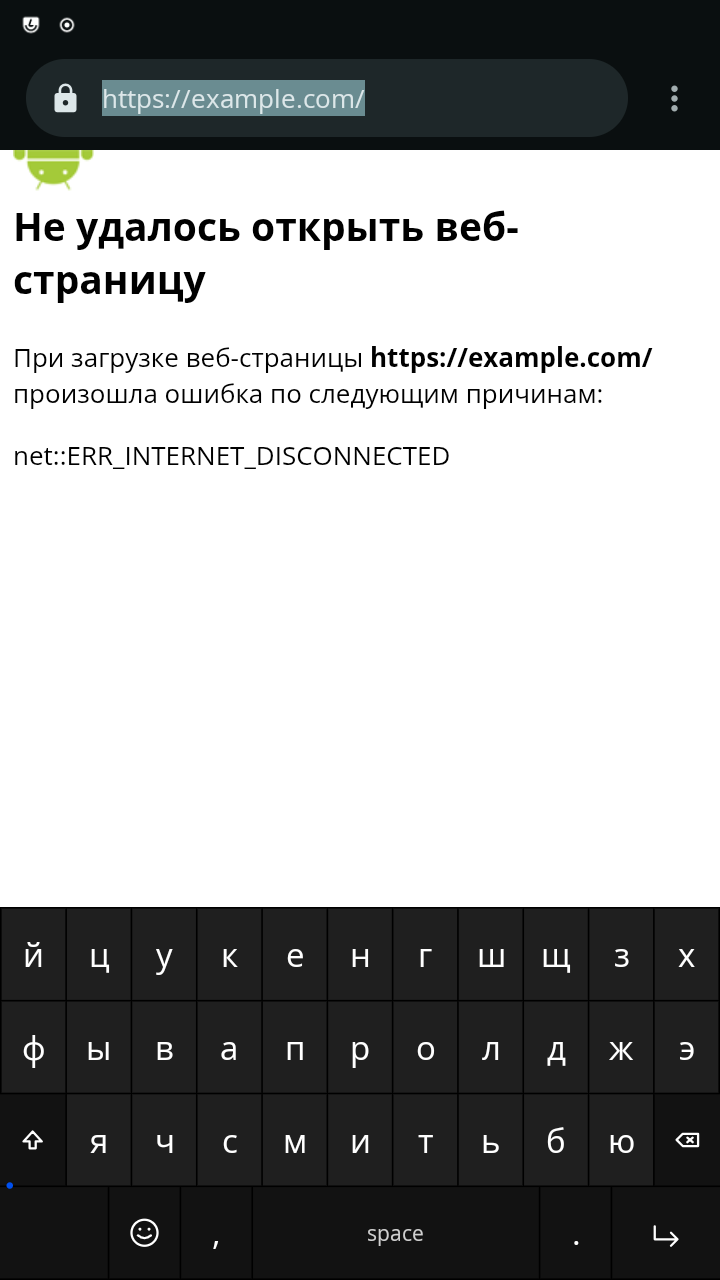 https://example.com/
Не удалось открыть веб-
страницу
При загрузке веб-страницы https://example.com/
произошла ошибка по следующим причинам:
net::ERR_INTERNET_DISCONNECTED
й ц у к е н г ш щ з х
ф ы в а п р о л д ж э
я ч с м и т ь б ю
, space .